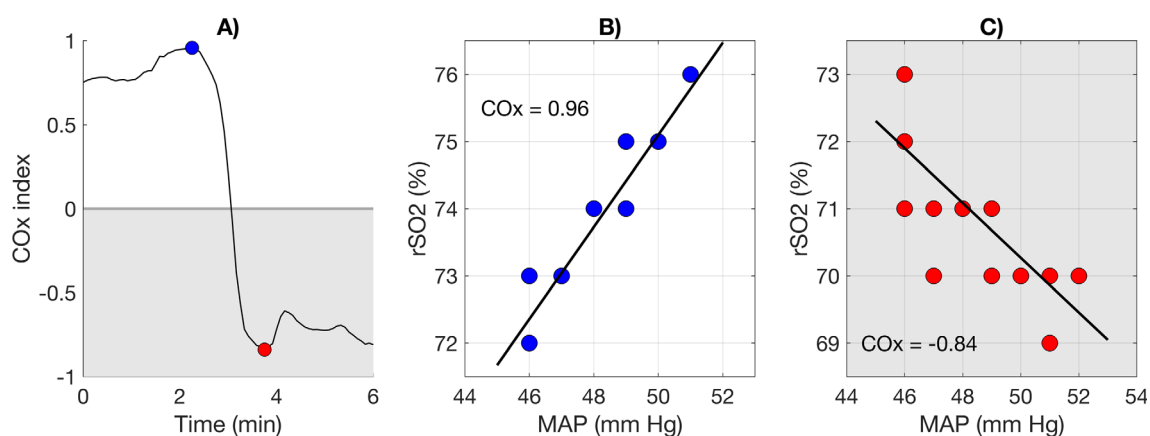 A)
1
0.5
0
-0.5
-1
COx index
0
2
4
6
Time (min)
B)
76
75
74
73
72
rSO2 (%)
COx = 0.96
44
46
48
50
52
MAP (mm Hg)
C)
73
72
71
70
69
rSO2 (%)
COx = -0.84
44
46
48
50
52
54
MAP (mm Hg)